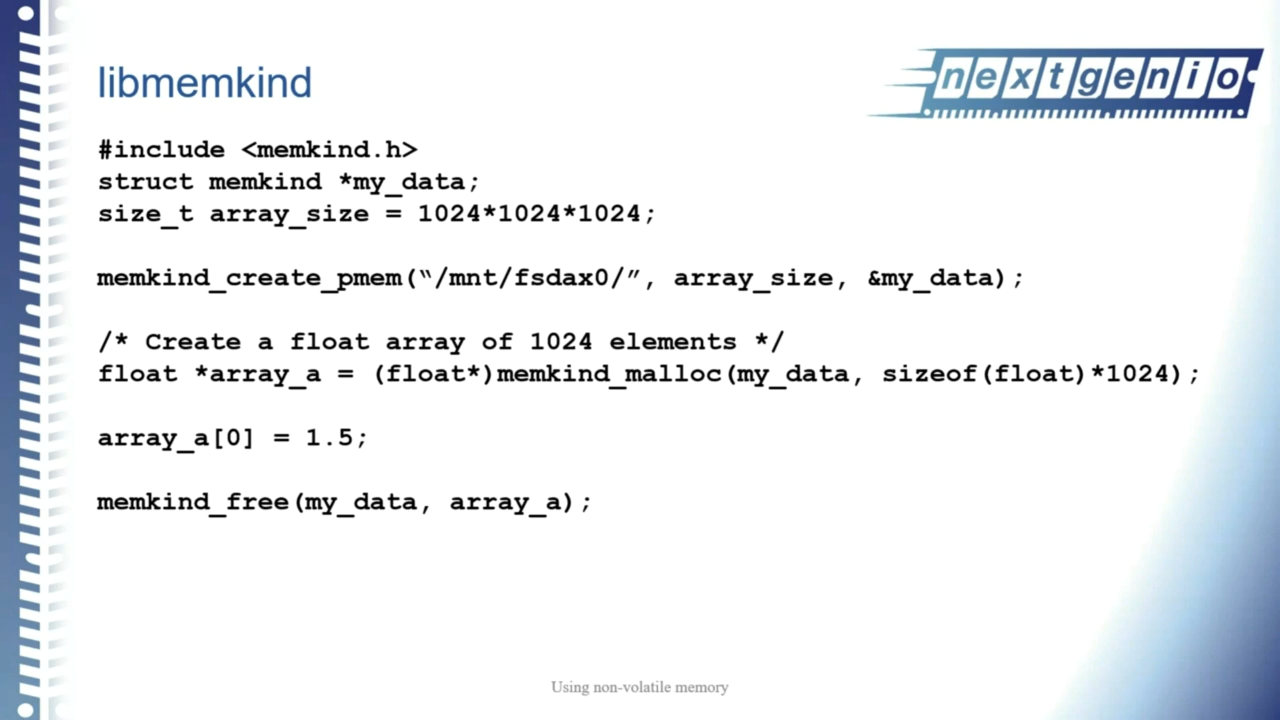 libmemkind
nextgenio
#include <memkind.h>
struct memkind *my_data;
size_t array_size = 1024*1024*1024;
memkind_create_pmem(“/mnt/fsdax0/”, array_size, &my_data);
/* Create a float array of 1024 elements */
float *array_a = (float*)memkind_malloc(my_data, sizeof(float)*1024);
array_a[0] = 1.5;
memkind_free(my_data, array_a);
Using non-volatile memory